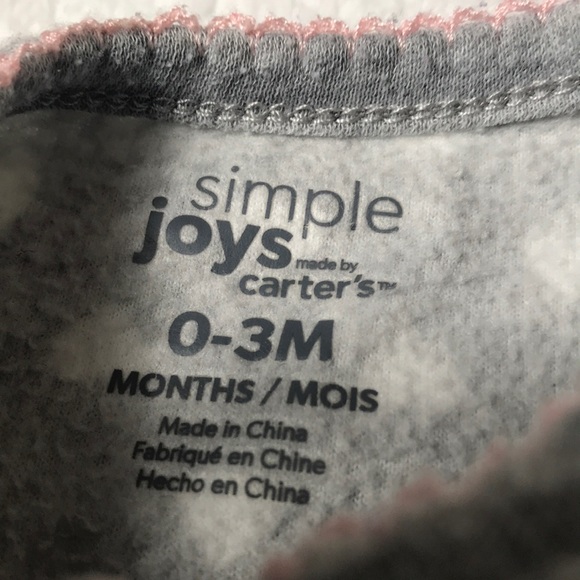 simple
joys made by
carter's™
0-3M
MONTHS / MOIS
Made in China
Fabriqué en Chine
Hecho en China